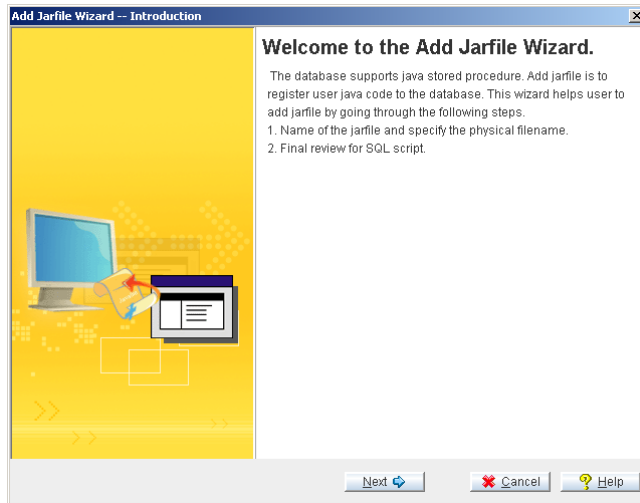 Add Jarfile Wizard -- Introduction
Welcome to the Add Jarfile Wizard.
The database supports java stored procedure. Add jarfile is to
register user java code to the database. This wizard helps user to
add jarfile by going through the following steps.
1. Name of the jarfile and specify the physical filename.
2. Final review for SQL script.
Next
Cancel
Help